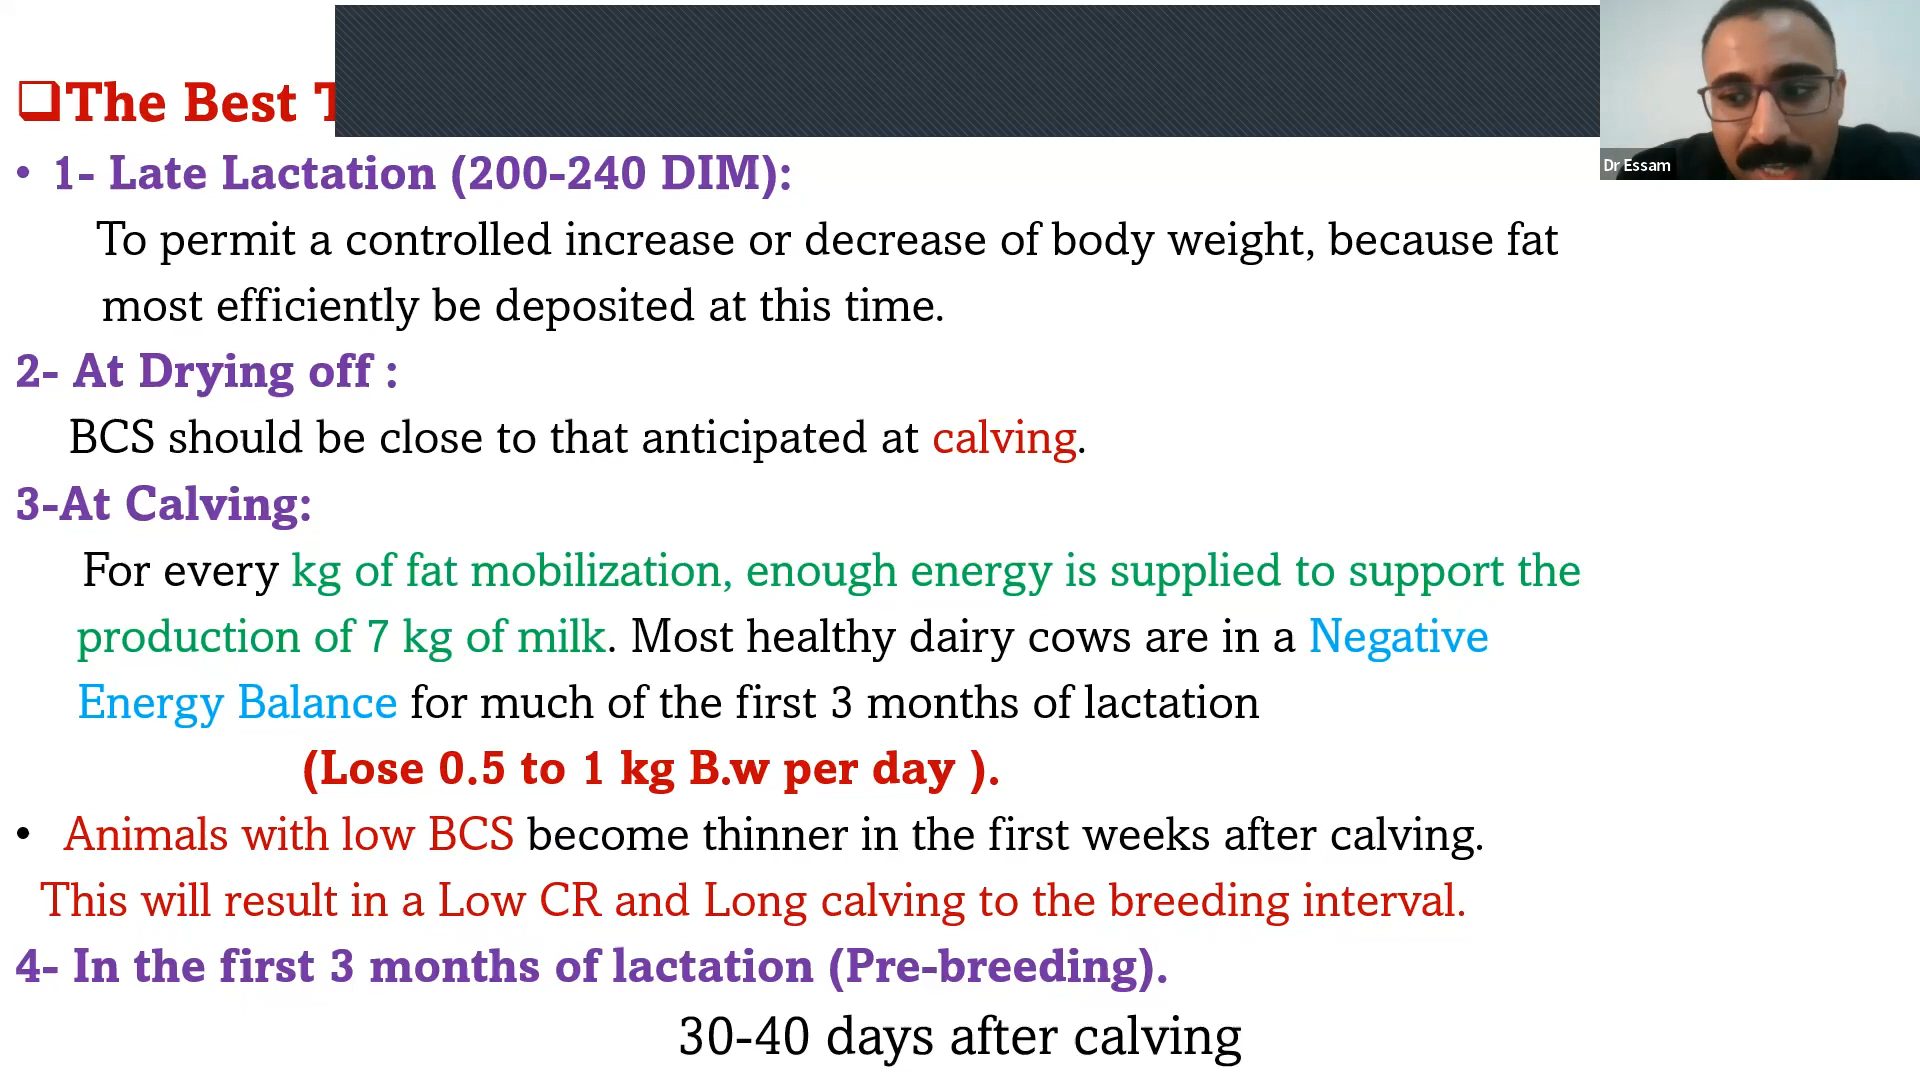 ❑The Best
Dr Essam
• 1- Late Lactation (200-240 DIM):
To permit a controlled increase or decrease of body weight, because fat
most efficiently be deposited at this time.
2- At Drying off :
BCS should be close to that anticipated at calving.
3-At Calving:
For every kg of fat mobilization, enough energy is supplied to support the
production of 7 kg of milk. Most healthy dairy cows are in a Negative
Energy Balance for much of the first 3 months of lactation
(Lose 0.5 to 1 kg B.w per day ).
• Animals with low BCS become thinner in the first weeks after calving.
This will result in a Low CR and Long calving to the breeding interval.
4- In the first 3 months of lactation (Pre-breeding).
30-40 days after calving